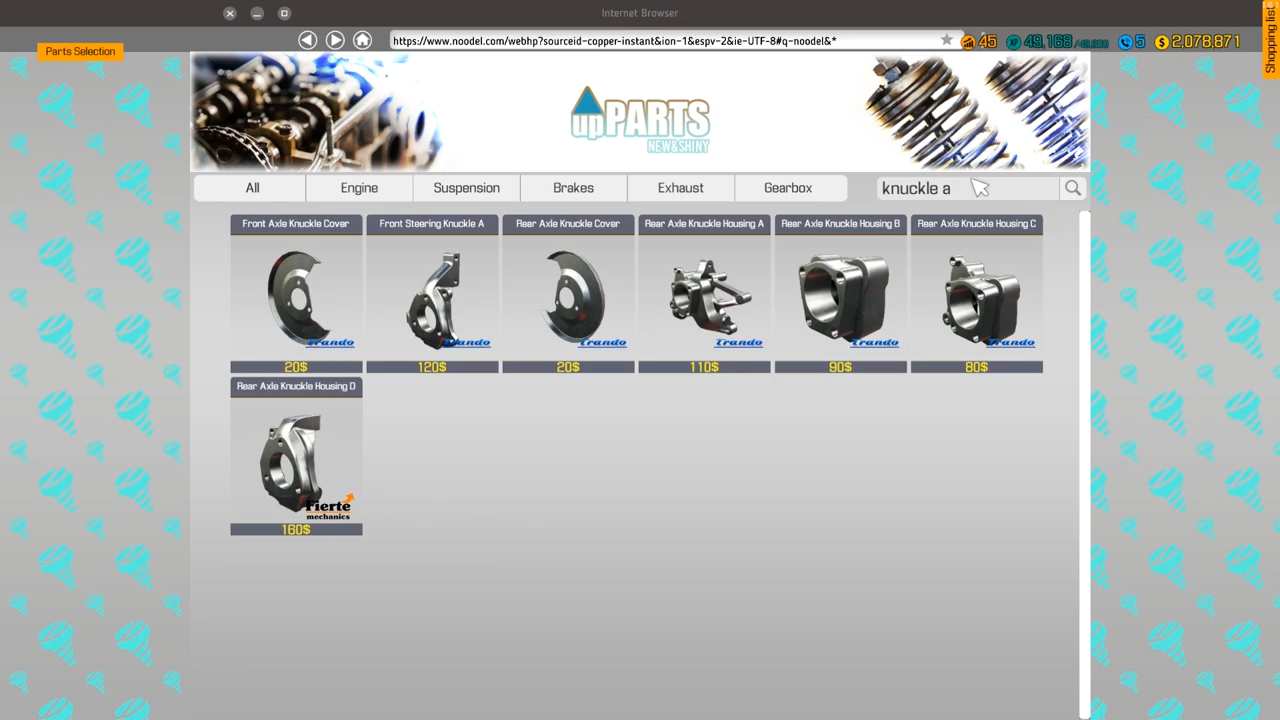 Internet Browser
Shopping list
https://www.noodel.com/webhp?sourceid-copper-instant&ion-1&espv-2&ie-UTF-8#q-noodel&*
45
49,168
5
2,078,871
Parts Selection
upPARTS
NEW&SHINY
All
Engine
Suspension
Brakes
Exhaust
Gearbox
knuckle a
Front Axle Knuckle Cover
Front Steering Knuckle A
Rear Axle Knuckle Cover
Rear Axle Knuckle Housing A
Rear Axle Knuckle Housing B
Rear Axle Knuckle Housing C
Trando
Trando
Trando
Trando
Trando
Trando
20$
120$
20$
110$
90$
80$
Rear Axle Knuckle Housing D
Fierte
mechanics
160$